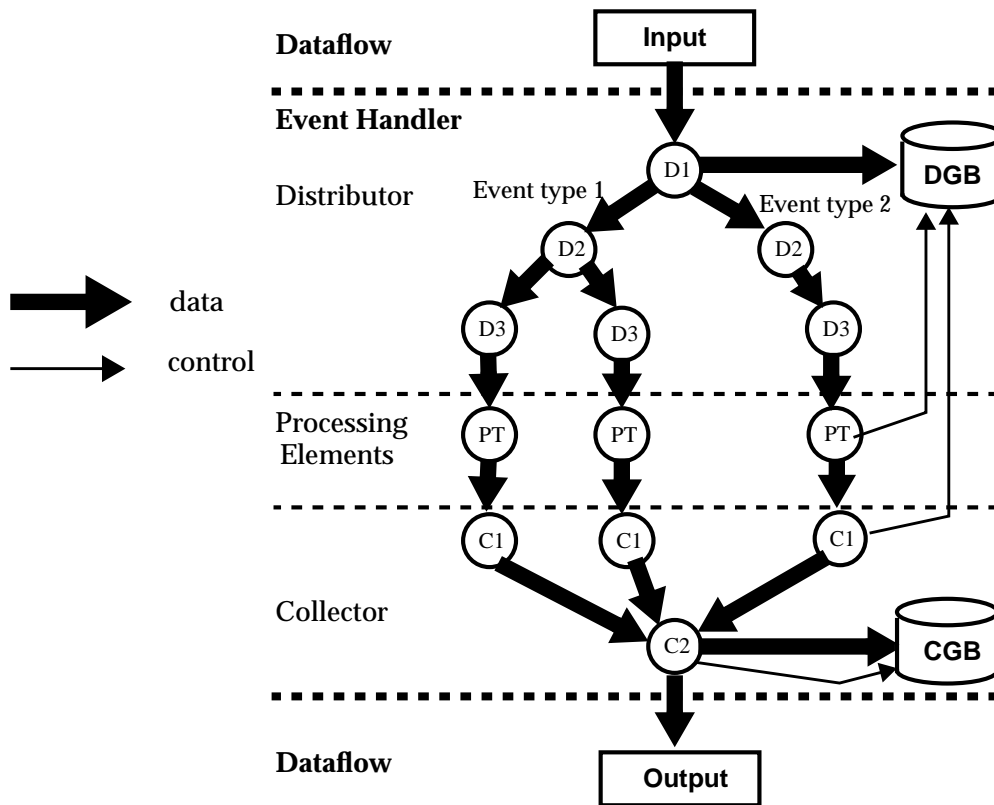 Dataflow
Input
Event Handler
D1
DGB
Distributor
Event type 1
Event type 2
D2
D2
data
D3
D3
D3
control
Processing
Elements
PT
PT
PT
C1
C1
C1
Collector
C2
CGB
Dataflow
Output